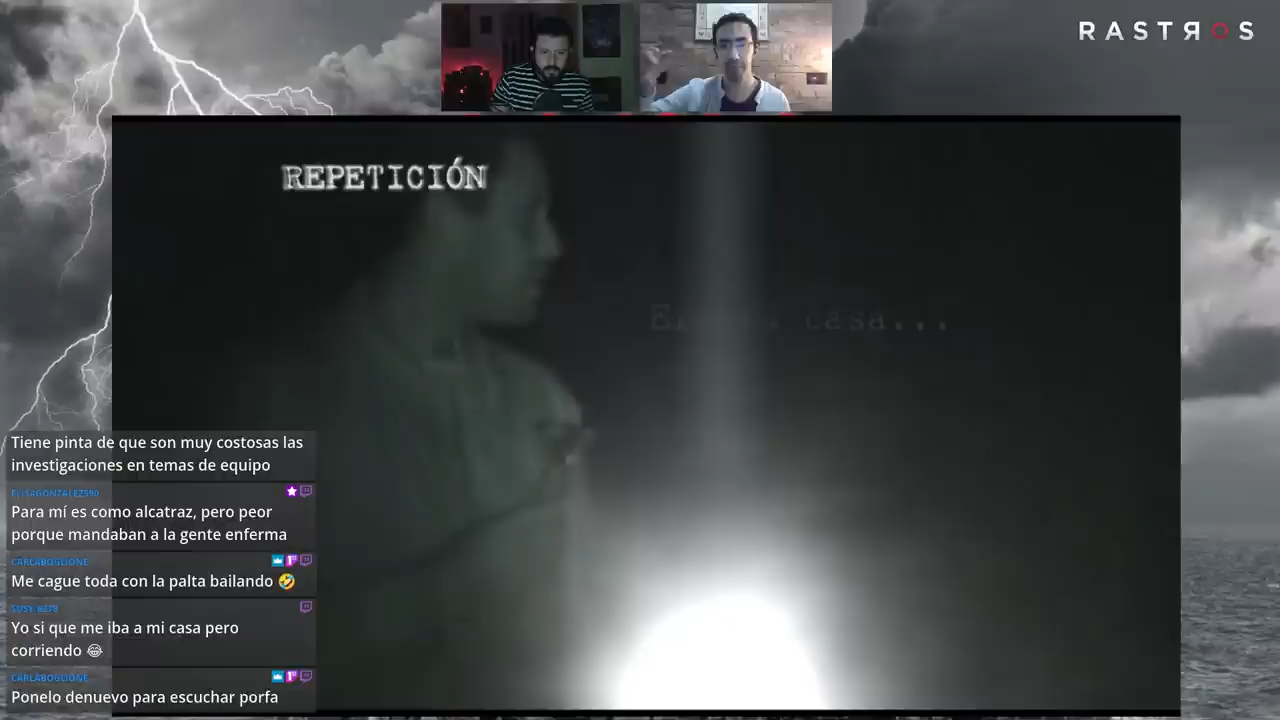 RASTROS
REPETICIÓN
casa...
Tiene pinta de que son muy costosas las
investigaciones en temas de equipo
ELISAGONZALEZ590
Para mí es como alcatraz, pero peor
porque mandaban a la gente enferma
CARLABOGLIONE
Me cague toda con la palta bailando 🤣
Yo si que me iba a mi casa pero
corriendo 😂
CARLABOGLIONE
Ponelo denuevo para escuchar porfa